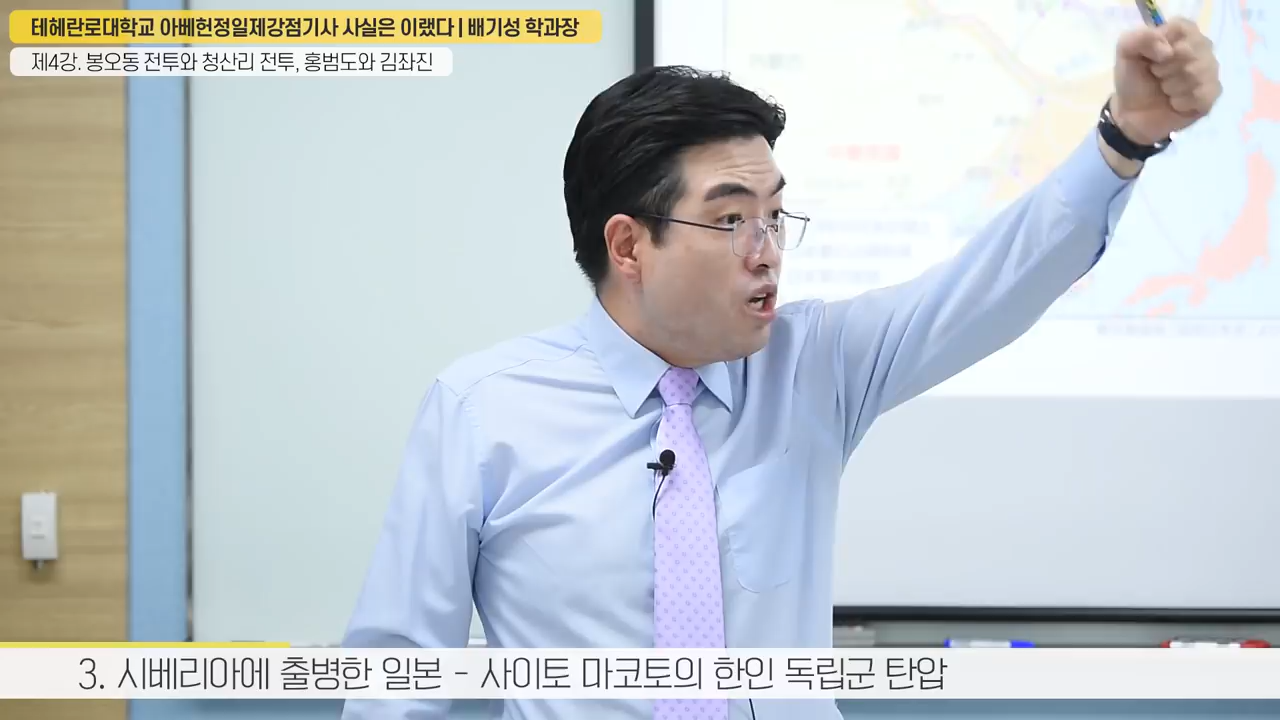 테헤란로대학교 아베헌정일제강점기사 사실은 이랬다 | 배기성 학과장
제4강. 봉오동 전투와 청산리 전투, 홍범도와 김좌진
3. 시베리아에 출병한 일본 - 사이토 마코토의 한인 독립군 탄압